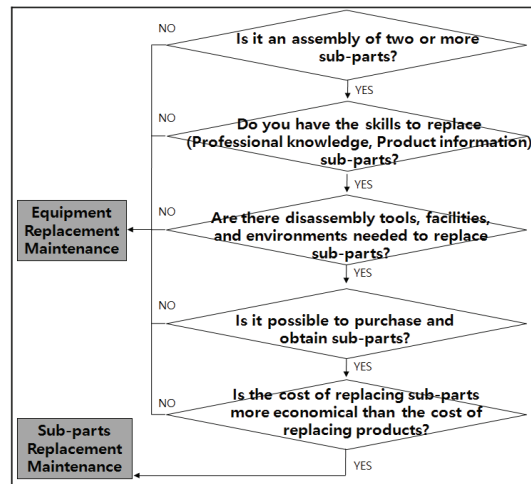 NO
Is it an assembly of two or more
sub-parts?
YES
NO
Do you have the skills to replace
(Professional knowledge, Product information)
sub-parts?
YES
Equipment
Replacement
Maintenance
NO
Are there disassembly tools, facilities,
and environments needed to replace
sub-parts?
YES
NO
Is it possible to purchase and
obtain sub-parts?
YES
NO
Is the cost of replacing sub-parts
more economical than the cost of
replacing products?
YES
Sub-parts
Replacement
Maintenance